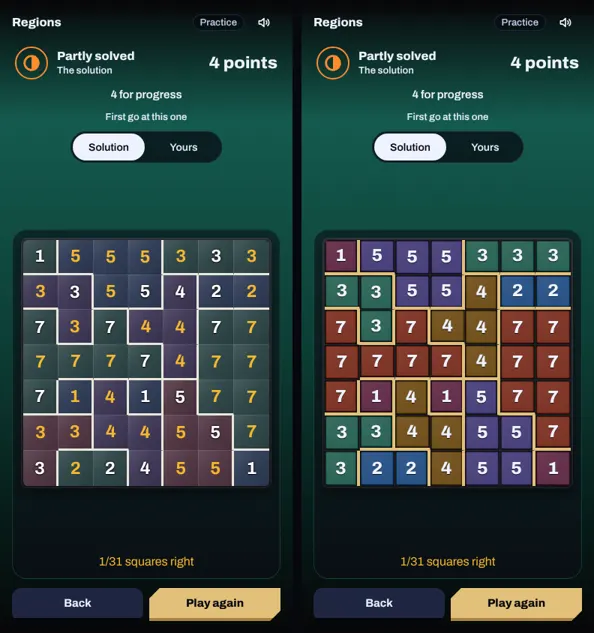 Regions
Practice
Partly solved
The solution
4 points
4 for progress
First go at this one
Solution
Yours
1 5 5 5 3 3 3
3 3 5 5 4 2 2
7 3 7 4 4 7 7
7 7 7 7 4 7 7
7 1 4 1 5 7 7
3 3 4 4 5 5 7
3 2 2 4 5 5 1
1/31 squares right
Back
Play again
Regions
Practice
Partly solved
The solution
4 points
4 for progress
First go at this one
Solution
Yours
1 5 5 5 3 3 3
3 3 5 5 4 2 2
7 3 7 4 4 7 7
7 7 7 7 4 7 7
7 1 4 1 5 7 7
3 3 4 4 5 5 7
3 2 2 4 5 5 1
1/31 squares right
Back
Play again